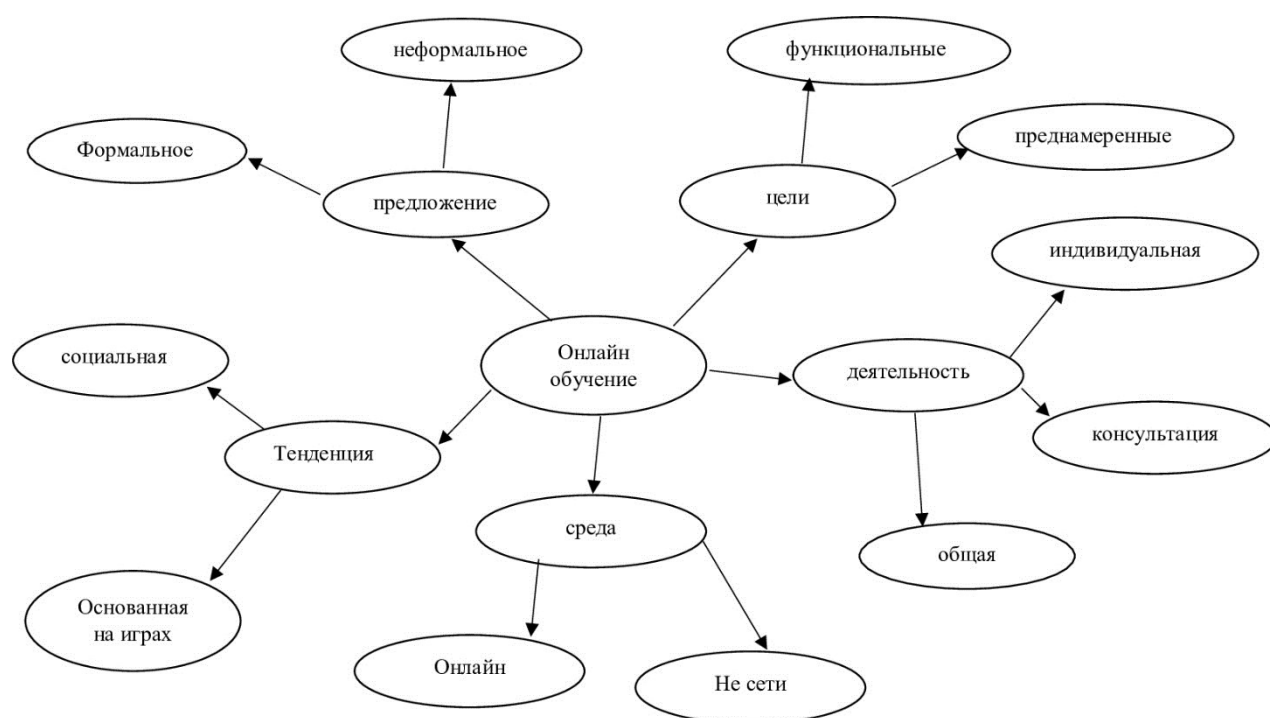 неформальное
функциональные
Формальное
преднамеренные
предложение
цели
индивидуальная
социальная
Онлайн
обучение
деятельность
Тенденция
консультация
среда
общая
Основанная
на играх
Онлайн
Не сети